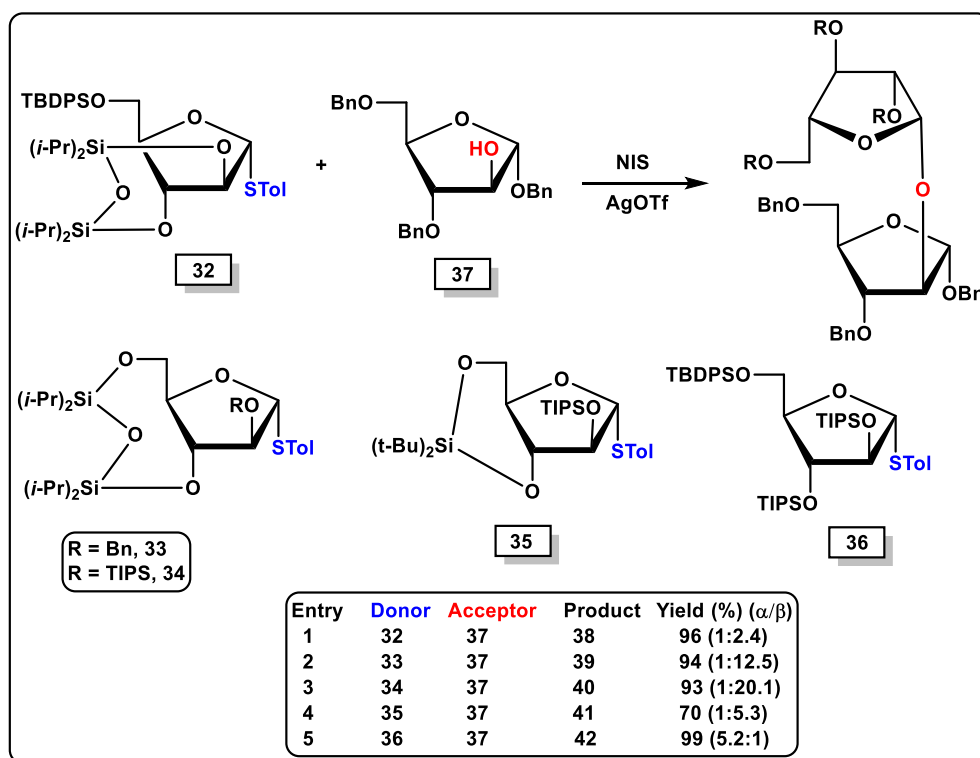 TBDPSO
O
(i-Pr)₂Si
O
O
STol
(i-Pr)₂Si
O
32
+
BnO
O
HO
OBn
BnO
37
NIS
AgOTf
RO
RO
O
RO
O
BnO
O
OBn
BnO
O
(i-Pr)₂Si
O
RO
O
STol
(i-Pr)₂Si
O
R = Bn, 33
R = TIPS, 34
O
O
TIPSO
(t-Bu)₂Si
STol
O
35
TBDPSO
O
TIPSO
STol
TIPSO
36
Entry Donor Acceptor Product Yield (%) (α/β)
1 32 37 38 96 (1:2.4)
2 33 37 39 94 (1:12.5)
3 34 37 40 93 (1:20.1)
4 35 37 41 70 (1:5.3)
5 36 37 42 99 (5.2:1)